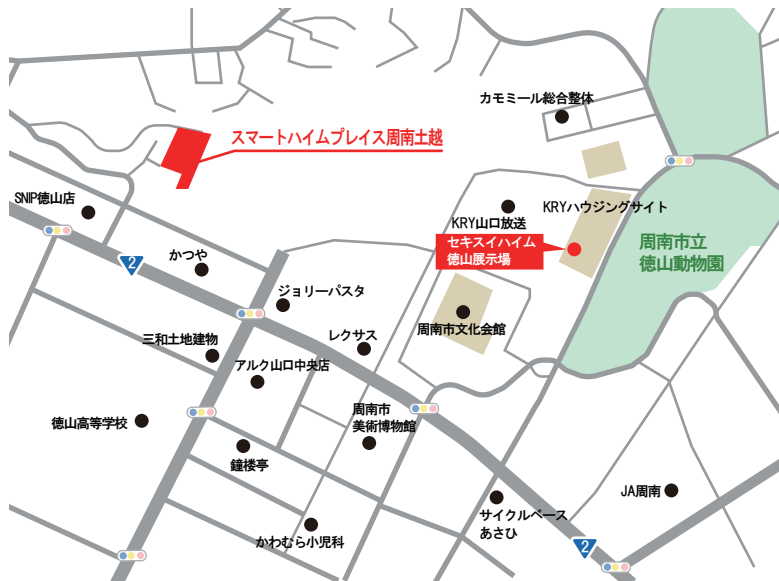 カモミール総合整体
スマートハイムプレイス周南土越
SNIP徳山店
KRY山口放送
KRYハウジングサイト
セキスイハイム
徳山展示場
周南市立
徳山動物園
2
かつや
ジョリーパスタ
周南市文化会館
三和土地建物
レクサス
アルク山口中央店
徳山高等学校
周南市
美術博物館
鐘楼亭
JA周南
サイクルベース
あさひ
かわむら小児科
2